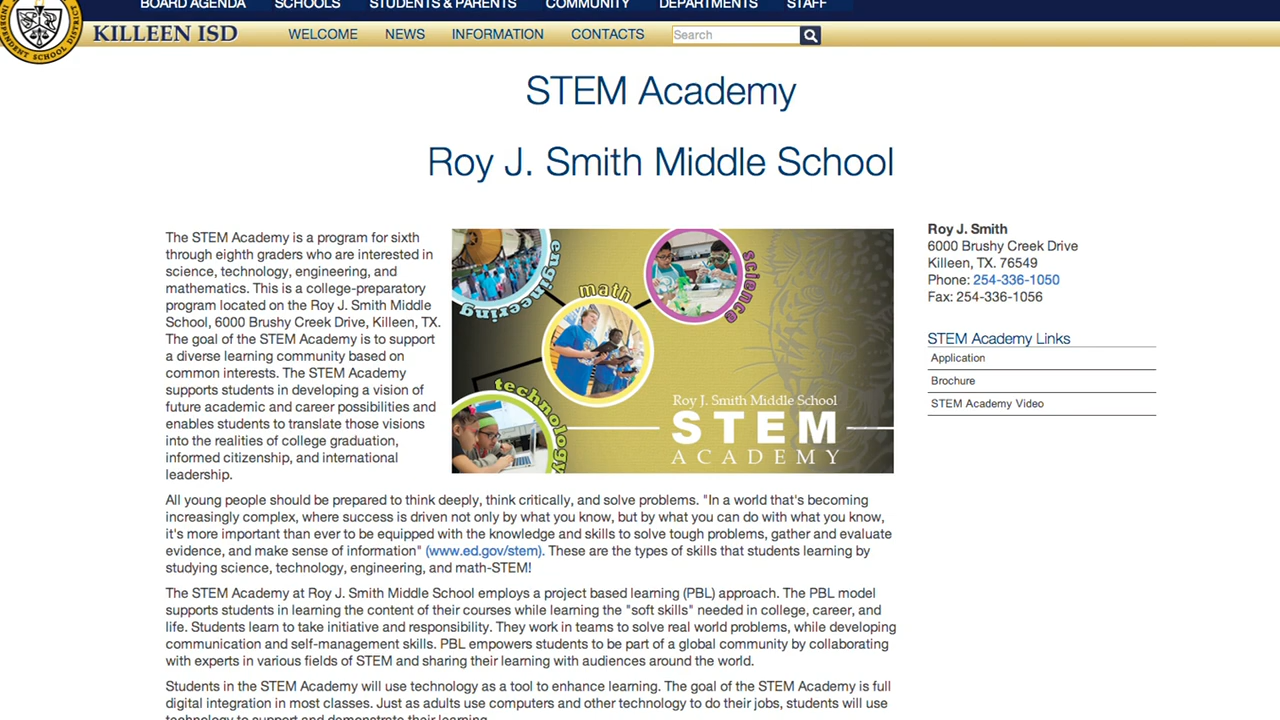 BOARD AGENDA SCHOOLS STUDENTS & PARENTS COMMUNITY DEPARTMENTS STAFF
INDEPENDENT SCHOOL DISTRICT
KILLEEN ISD WELCOME NEWS INFORMATION CONTACTS Search
STEM Academy
Roy J. Smith Middle School
The STEM Academy is a program for sixth
through eighth graders who are interested in
science, technology, engineering, and
mathematics. This is a college-preparatory
program located on the Roy J. Smith Middle
School, 6000 Brushy Creek Drive, Killeen, TX.
The goal of the STEM Academy is to support
a diverse learning community based on
common interests. The STEM Academy
supports students in developing a vision of
future academic and career possibilities and
enables students to translate those visions
into the realities of college graduation,
informed citizenship, and international
leadership.
engineering
math
science
technology
Roy J. Smith Middle School
STEM
ACADEMY
Roy J. Smith
6000 Brushy Creek Drive
Killeen, TX. 76549
Phone: 254-336-1050
Fax: 254-336-1056
STEM Academy Links
Application
Brochure
STEM Academy Video
All young people should be prepared to think deeply, think critically, and solve problems. "In a world that's becoming
increasingly complex, where success is driven not only by what you know, but by what you can do with what you know,
it's more important than ever to be equipped with the knowledge and skills to solve tough problems, gather and evaluate
evidence, and make sense of information" (www.ed.gov/stem). These are the types of skills that students learning by
studying science, technology, engineering, and math-STEM!
The STEM Academy at Roy J. Smith Middle School employs a project based learning (PBL) approach. The PBL model
supports students in learning the content of their courses while learning the "soft skills" needed in college, career, and
life. Students learn to take initiative and responsibility. They work in teams to solve real world problems, while developing
communication and self-management skills. PBL empowers students to be part of a global community by collaborating
with experts in various fields of STEM and sharing their learning with audiences around the world.
Students in the STEM Academy will use technology as a tool to enhance learning. The goal of the STEM Academy is full
digital integration in most classes. Just as adults use computers and other technology to do their jobs, students will use
technology to support and demonstrate their learning.